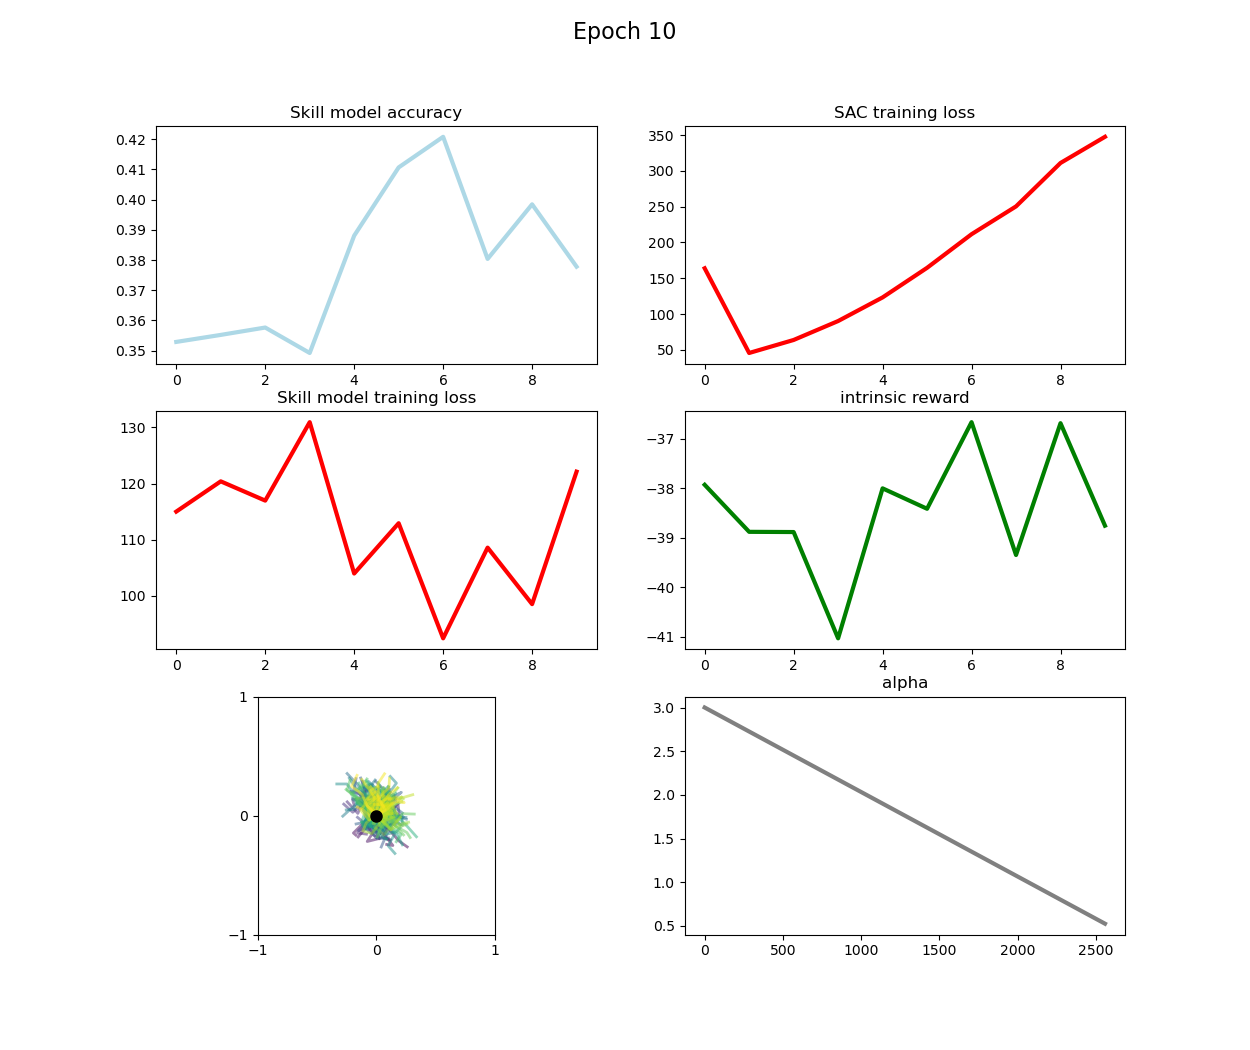 Epoch 10
Skill model accuracy
0.42
0.41
0.40
0.39
0.38
0.37
0.36
0.35
0 2 4 6 8
SAC training loss
350
300
250
200
150
100
50
0 2 4 6 8
Skill model training loss
130
120
110
100
0 2 4 6 8
intrinsic reward
−37
−38
−39
−40
−41
0 2 4 6 8
1
0
−1
−1 0 1
alpha
3.0
2.5
2.0
1.5
1.0
0.5
0 500 1000 1500 2000 2500